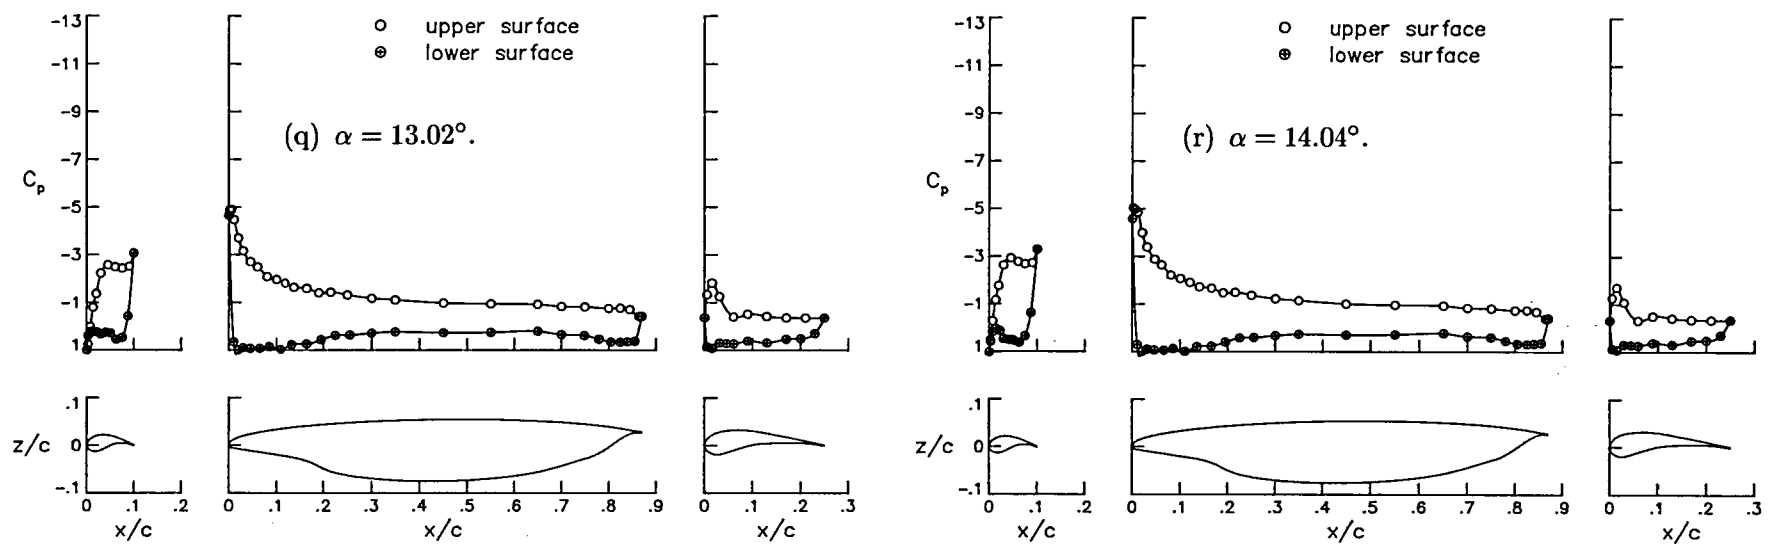 -13
-11
-9
-7
-5
-3
-1
1
Cp
upper surface
lower surface
(q) α = 13.02°.
.1
0
-.1
z/c
0 .1 .2
x/c
0 .1 .2 .3 .4 .5 .6 .7 .8 .9
x/c
0 .1 .2 .3
x/c
-13
-11
-9
-7
-5
-3
-1
1
Cp
upper surface
lower surface
(r) α = 14.04°.
.1
0
-.1
z/c
0 .1 .2
x/c
0 .1 .2 .3 .4 .5 .6 .7 .8 .9
x/c
0 .1 .2 .3
x/c